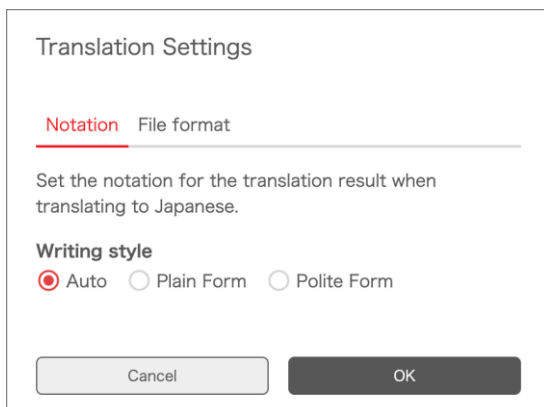 Translation Settings
Notation File format
Set the notation for the translation result when
translating to Japanese.
Writing style
Auto Plain Form Polite Form
Cancel OK